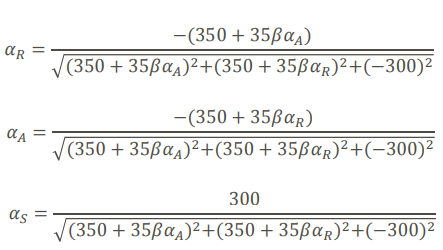 α_R = −(350 + 35βα_A) / √((350 + 35βα_A)²+(350 + 35βα_R)²+(−300)²)
α_A = −(350 + 35βα_R) / √((350 + 35βα_A)²+(350 + 35βα_R)²+(−300)²)
α_S = 300 / √((350 + 35βα_A)²+(350 + 35βα_R)²+(−300)²)